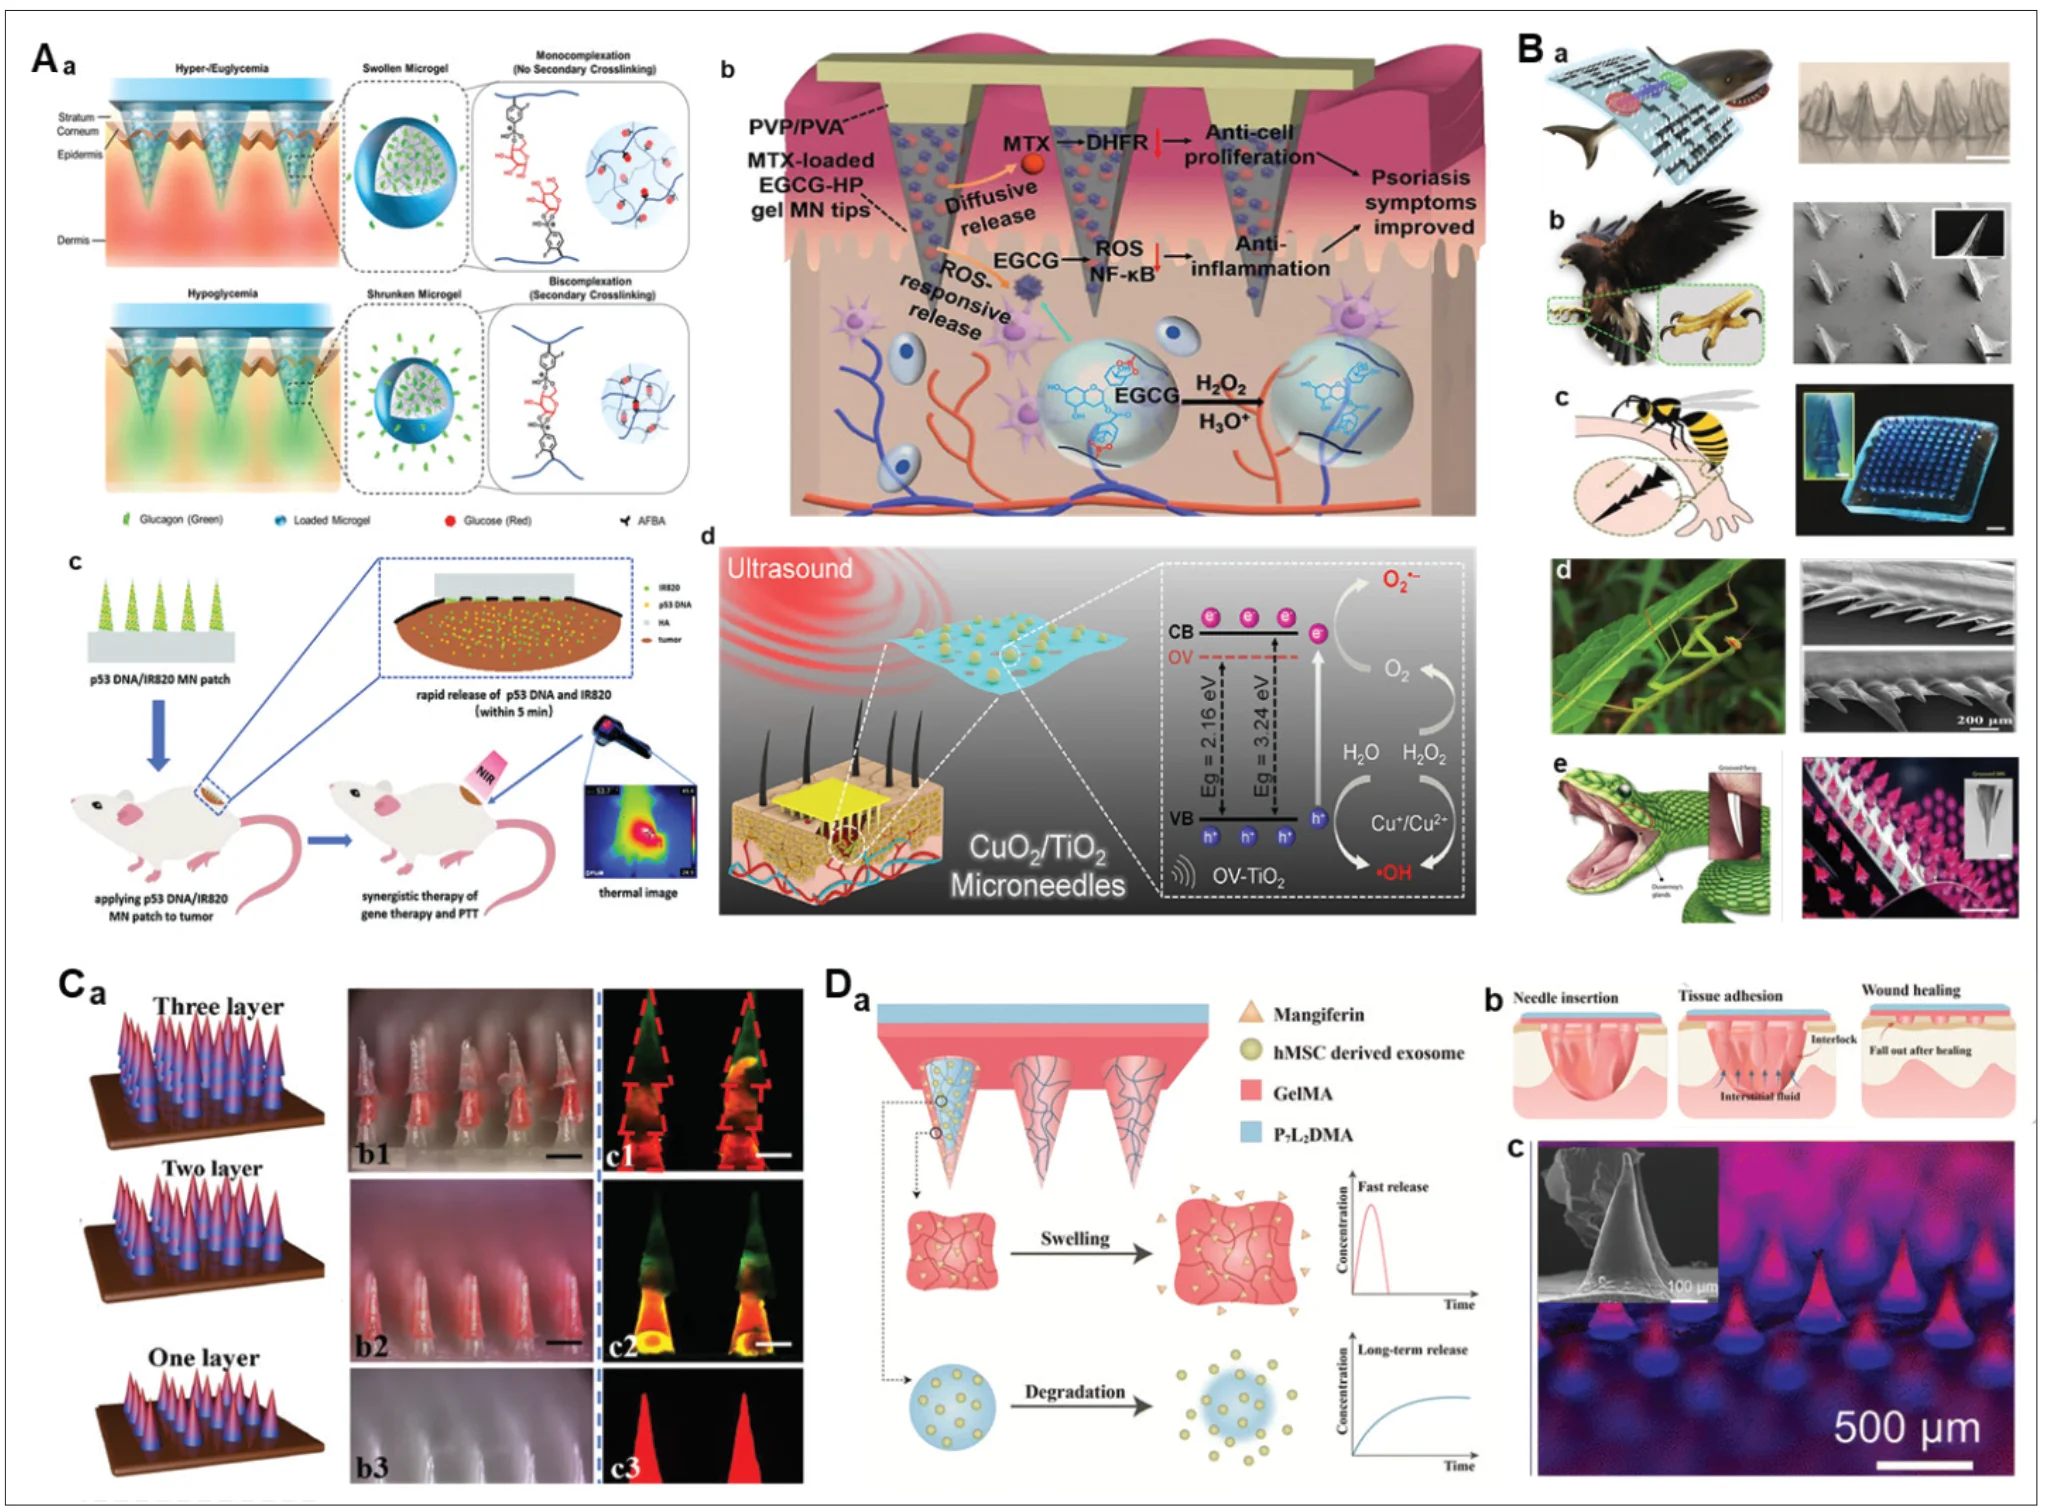 A
a
Hyper-/Euglycemia
Swollen Microgel
Monocomplexation
(No Secondary Crosslinking)
Stratum
Corneum
Epidermis
Dermis
Hypoglycemia
Shrunken Microgel
Biscomplexation
(Secondary Crosslinking)
Glucagon (Green)
Loaded Microgel
Glucose (Red)
AFBA
b
PVP/PVA
MTX-loaded
EGCG-HP
gel MN tips
MTX
DHFR
Anti-cell
proliferation
Diffusive
release
Psoriasis
symptoms
improved
EGCG
ROS
NF-κB
Anti-
inflammation
ROS-
responsive
release
EGCG
H2O2
H3O+
c
p53 DNA/IR820 MN patch
IR820
p53 DNA
HA
tumor
rapid release of p53 DNA and IR820
(within 5 min)
NIR
applying p53 DNA/IR820
MN patch to tumor
synergistic therapy of
gene therapy and PTT
thermal image
d
Ultrasound
CuO2/TiO2
Microneedles
CB
OV
VB
e- e- e- e-
h+ h+ h+ h+
Eg = 2.16 eV
Eg = 3.24 eV
OV-TiO2
O2•−
O2
H2O
H2O2
Cu+/Cu2+
•OH
B
a
b
c
d
200 μm
e
Grooved fang
Duvernoy's
glands
Grooved MN
C
a
Three layer
Two layer
One layer
b1
b2
b3
c1
c2
c3
D
a
Mangiferin
hMSC derived exosome
GelMA
P7L2DMA
Swelling
Fast release
Concentration
Time
Degradation
Long-term release
Concentration
Time
b
Needle insertion
Tissue adhesion
Interlock
Interstitial fluid
Wound healing
Fall out after healing
c
100 μm
500 μm